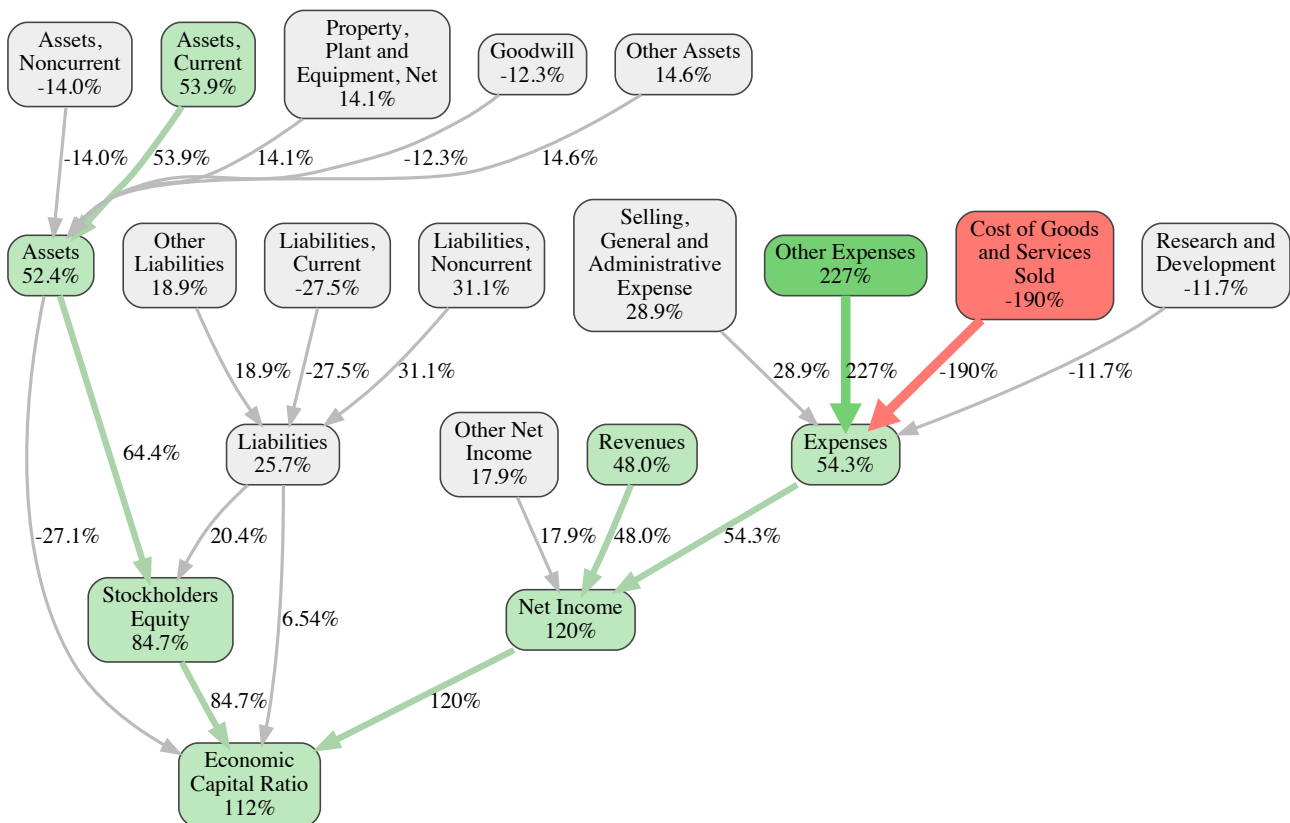 Assets,
Noncurrent
-14.0%
Assets,
Current
53.9%
Property,
Plant and
Equipment, Net
14.1%
Goodwill
-12.3%
Other Assets
14.6%
-14.0%
53.9%
14.1%
-12.3%
14.6%
Assets
52.4%
Other
Liabilities
18.9%
Liabilities,
Current
-27.5%
Liabilities,
Noncurrent
31.1%
Selling,
General and
Administrative
Expense
28.9%
Other Expenses
227%
Cost of Goods
and Services
Sold
-190%
Research and
Development
-11.7%
18.9%
-27.5%
31.1%
28.9%
227%
-190%
-11.7%
64.4%
Liabilities
25.7%
Other Net
Income
17.9%
Revenues
48.0%
Expenses
54.3%
-27.1%
20.4%
17.9%
48.0%
54.3%
Stockholders
Equity
84.7%
6.54%
Net Income
120%
84.7%
120%
Economic
Capital Ratio
112%